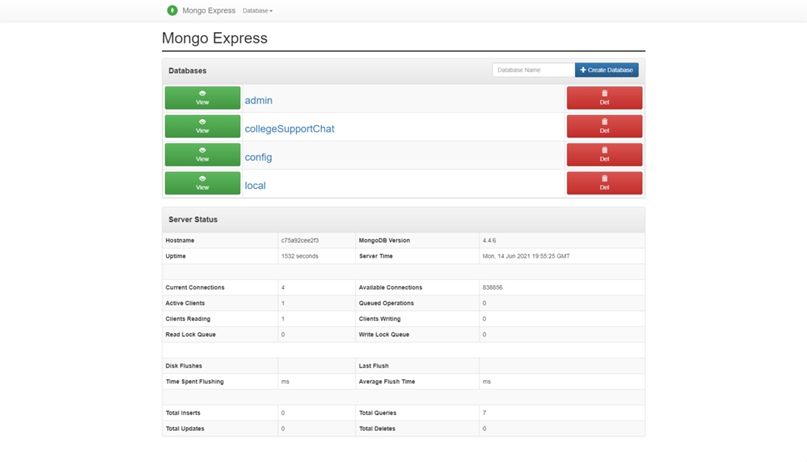 Mongo Express Database
Mongo Express
Databases Database Name Create Database
View admin Del
View collegeSupportChat Del
View config Del
View local Del
Server Status
Hostname c75a92cee2f3 MongoDB Version 4.4.6
Uptime 1532 seconds Server Time Mon, 14 Jun 2021 19:55:25 GMT
Current Connections 4 Available Connections 838856
Active Clients 1 Queued Operations 0
Clients Reading 1 Clients Writing 0
Read Lock Queue 0 Write Lock Queue 0
Disk Flushes Last Flush
Time Spent Flushing ms Average Flush Time ms
Total Inserts 0 Total Queries 7
Total Updates 0 Total Deletes 0